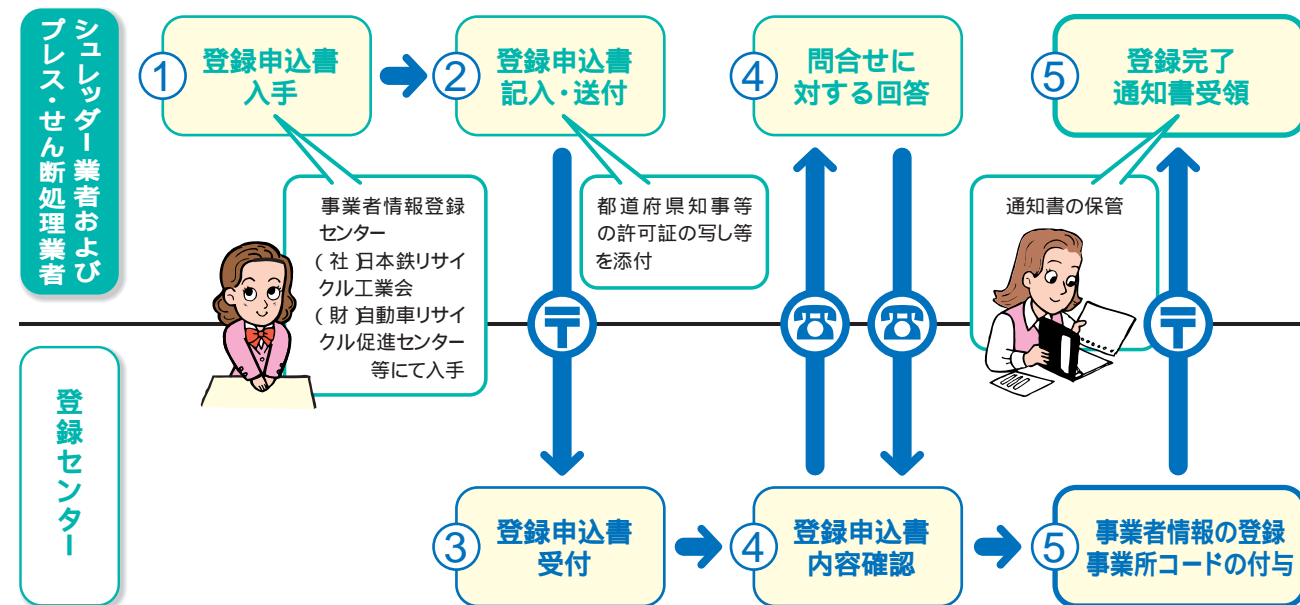 シュレッダー業者および
プレス・せん断処理業者
① 登録申込書
入手
② 登録申込書
記入・送付
④ 問合せに
対する回答
⑤ 登録完了
通知書受領
事業者情報登録
センター
(社)日本鉄リサイ
クル工業会
(財)自動車リサイ
クル促進センター
等にて入手
都道府県知事等
の許可証の写し等
を添付
通知書の保管
〒
〒
登録センター
③ 登録申込書
受付
④ 登録申込書
内容確認
⑤ 事業者情報の登録
事業所コードの付与